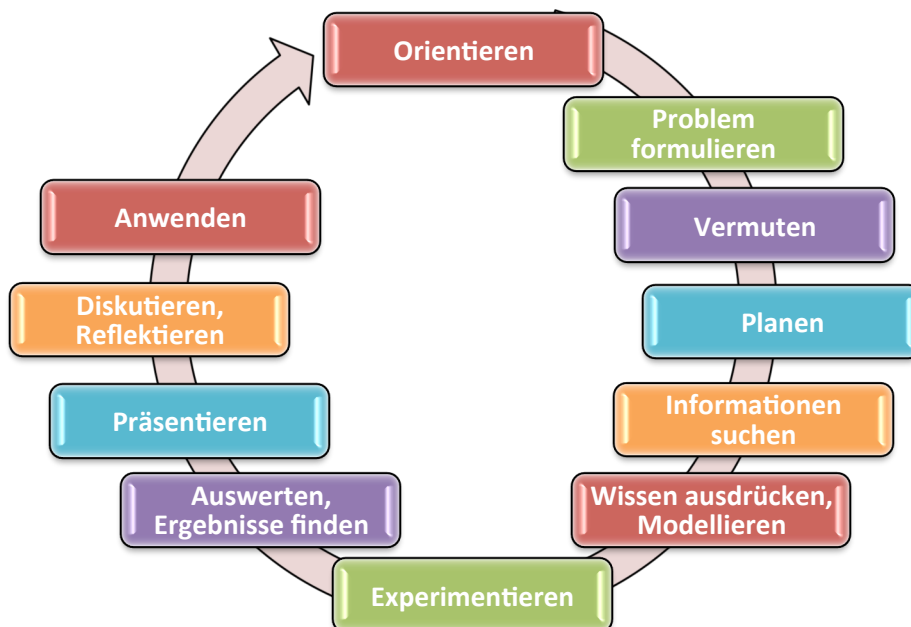 Orientieren
Problem
formulieren
Vermuten
Planen
Informationen
suchen
Wissen ausdrücken,
Modellieren
Experimentieren
Auswerten,
Ergebnisse finden
Präsentieren
Diskutieren,
Reflektieren
Anwenden